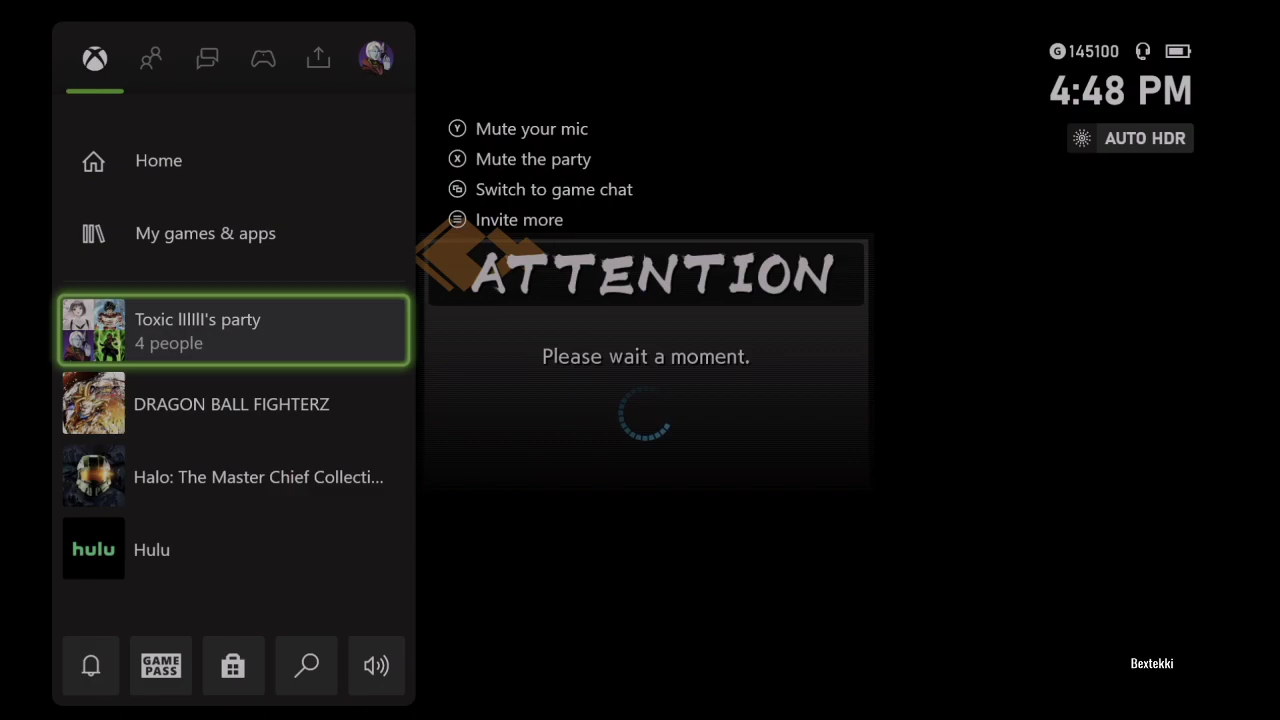 145100
4:48 PM
AUTO HDR
Home
My games & apps
Toxic llllll's party
4 people
DRAGON BALL FIGHTERZ
Halo: The Master Chief Collecti...
hulu
Hulu
GAME
PASS
Mute your mic
Mute the party
Switch to game chat
Invite more
ATTENTION
Please wait a moment.
Bextekki